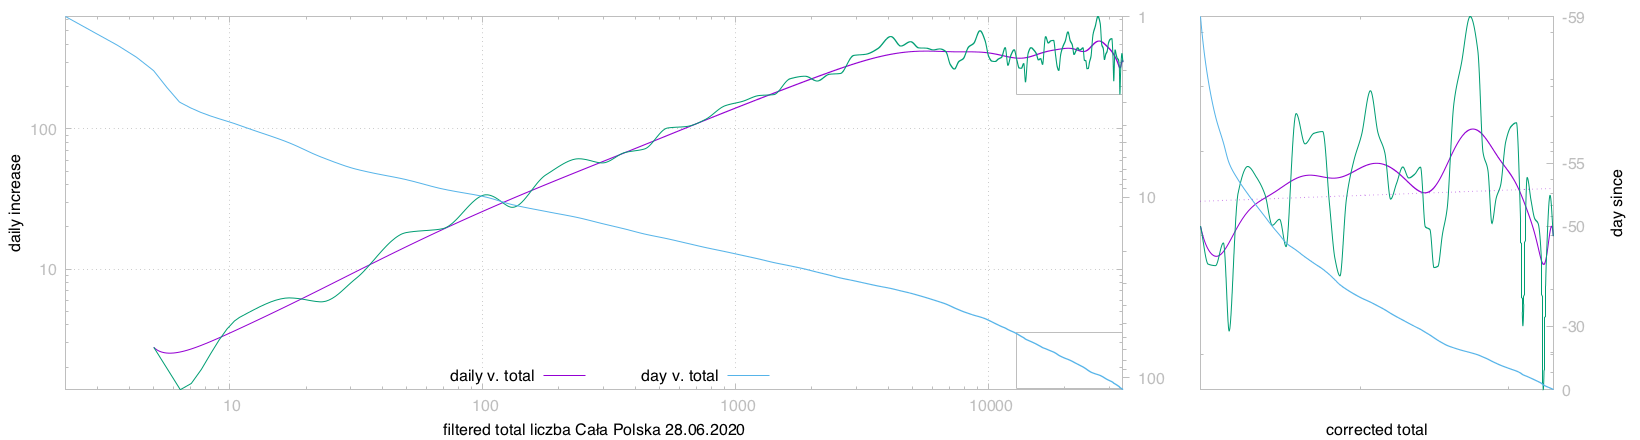 1
-59
100
daily increase
10
-55
day since
-50
10
-30
daily v. total
day v. total
100
0
10
100
1000
10000
filtered total liczba Cała Polska 28.06.2020
corrected total